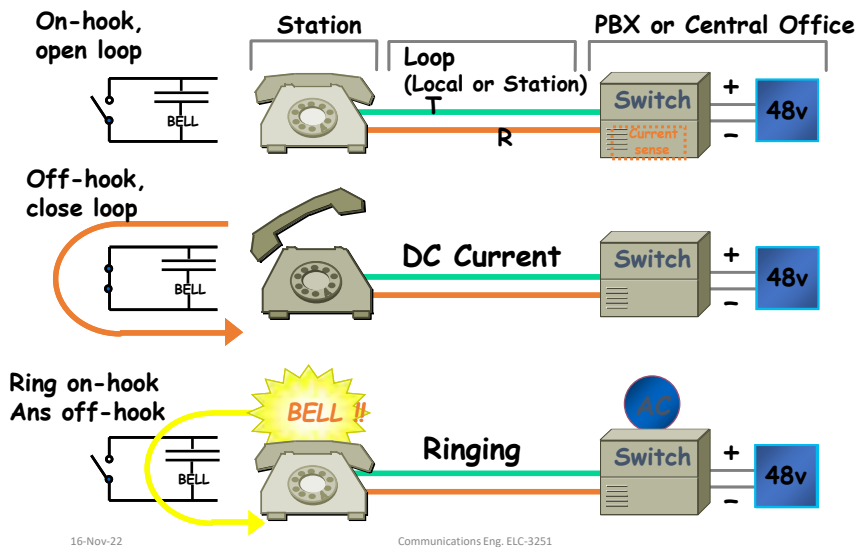 On-hook,
open loop
Station
PBX or Central Office
Loop
(Local or Station)
T
R
BELL
Switch
Current
sense
+
−
48v
Off-hook,
close loop
BELL
DC Current
Switch
+
−
48v
Ring on-hook
Ans off-hook
BELL !!
AC
BELL
Ringing
Switch
+
−
48v
16-Nov-22
Communications Eng. ELC-3251